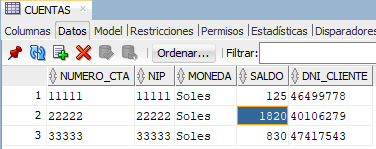 CUENTAS
Columnas Datos Model Restricciones Permisos Estadísticas Disparadores
Ordenar... Filtrar:
NUMERO_CTA NIP MONEDA SALDO DNI_CLIENTE
1 11111 11111 Soles 125 46499778
2 22222 22222 Soles 1820 40106279
3 33333 33333 Soles 830 47417543